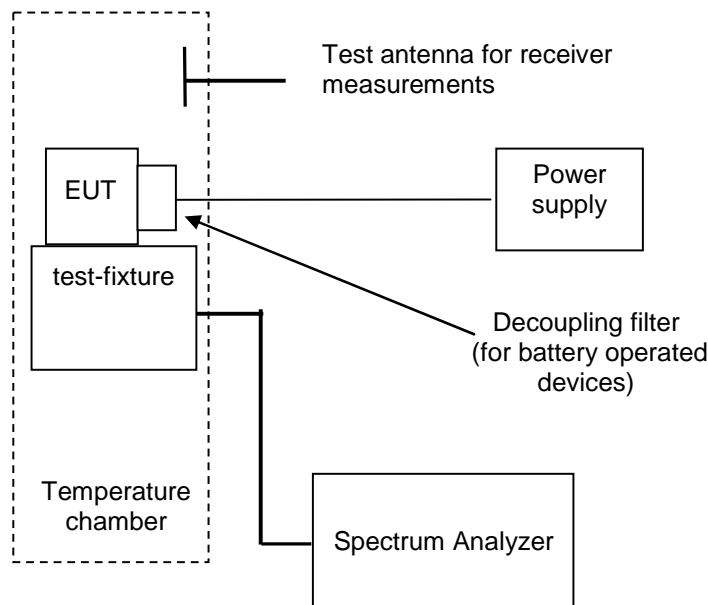 Test antenna for receiver
measurements
EUT
Power
supply
test-fixture
Decoupling filter
(for battery operated
devices)
Temperature
chamber
Spectrum Analyzer